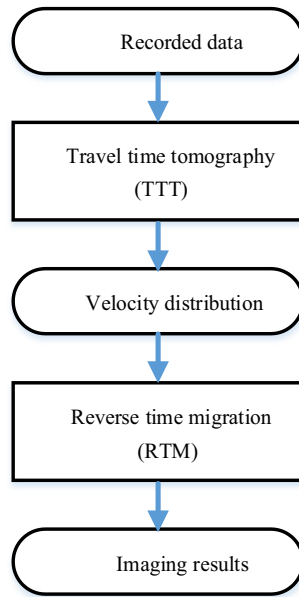 Recorded data
Travel time tomography
(TTT)
Velocity distribution
Reverse time migration
(RTM)
Imaging results